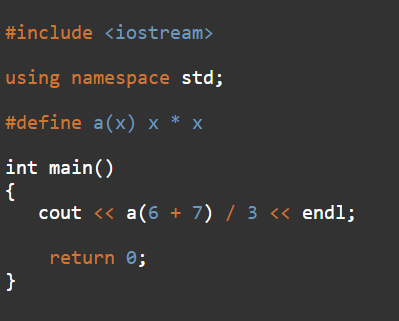 #include <iostream>
using namespace std;
#define a(x) x * x
int main()
{
cout << a(6 + 7) / 3 << endl;
return 0;
}